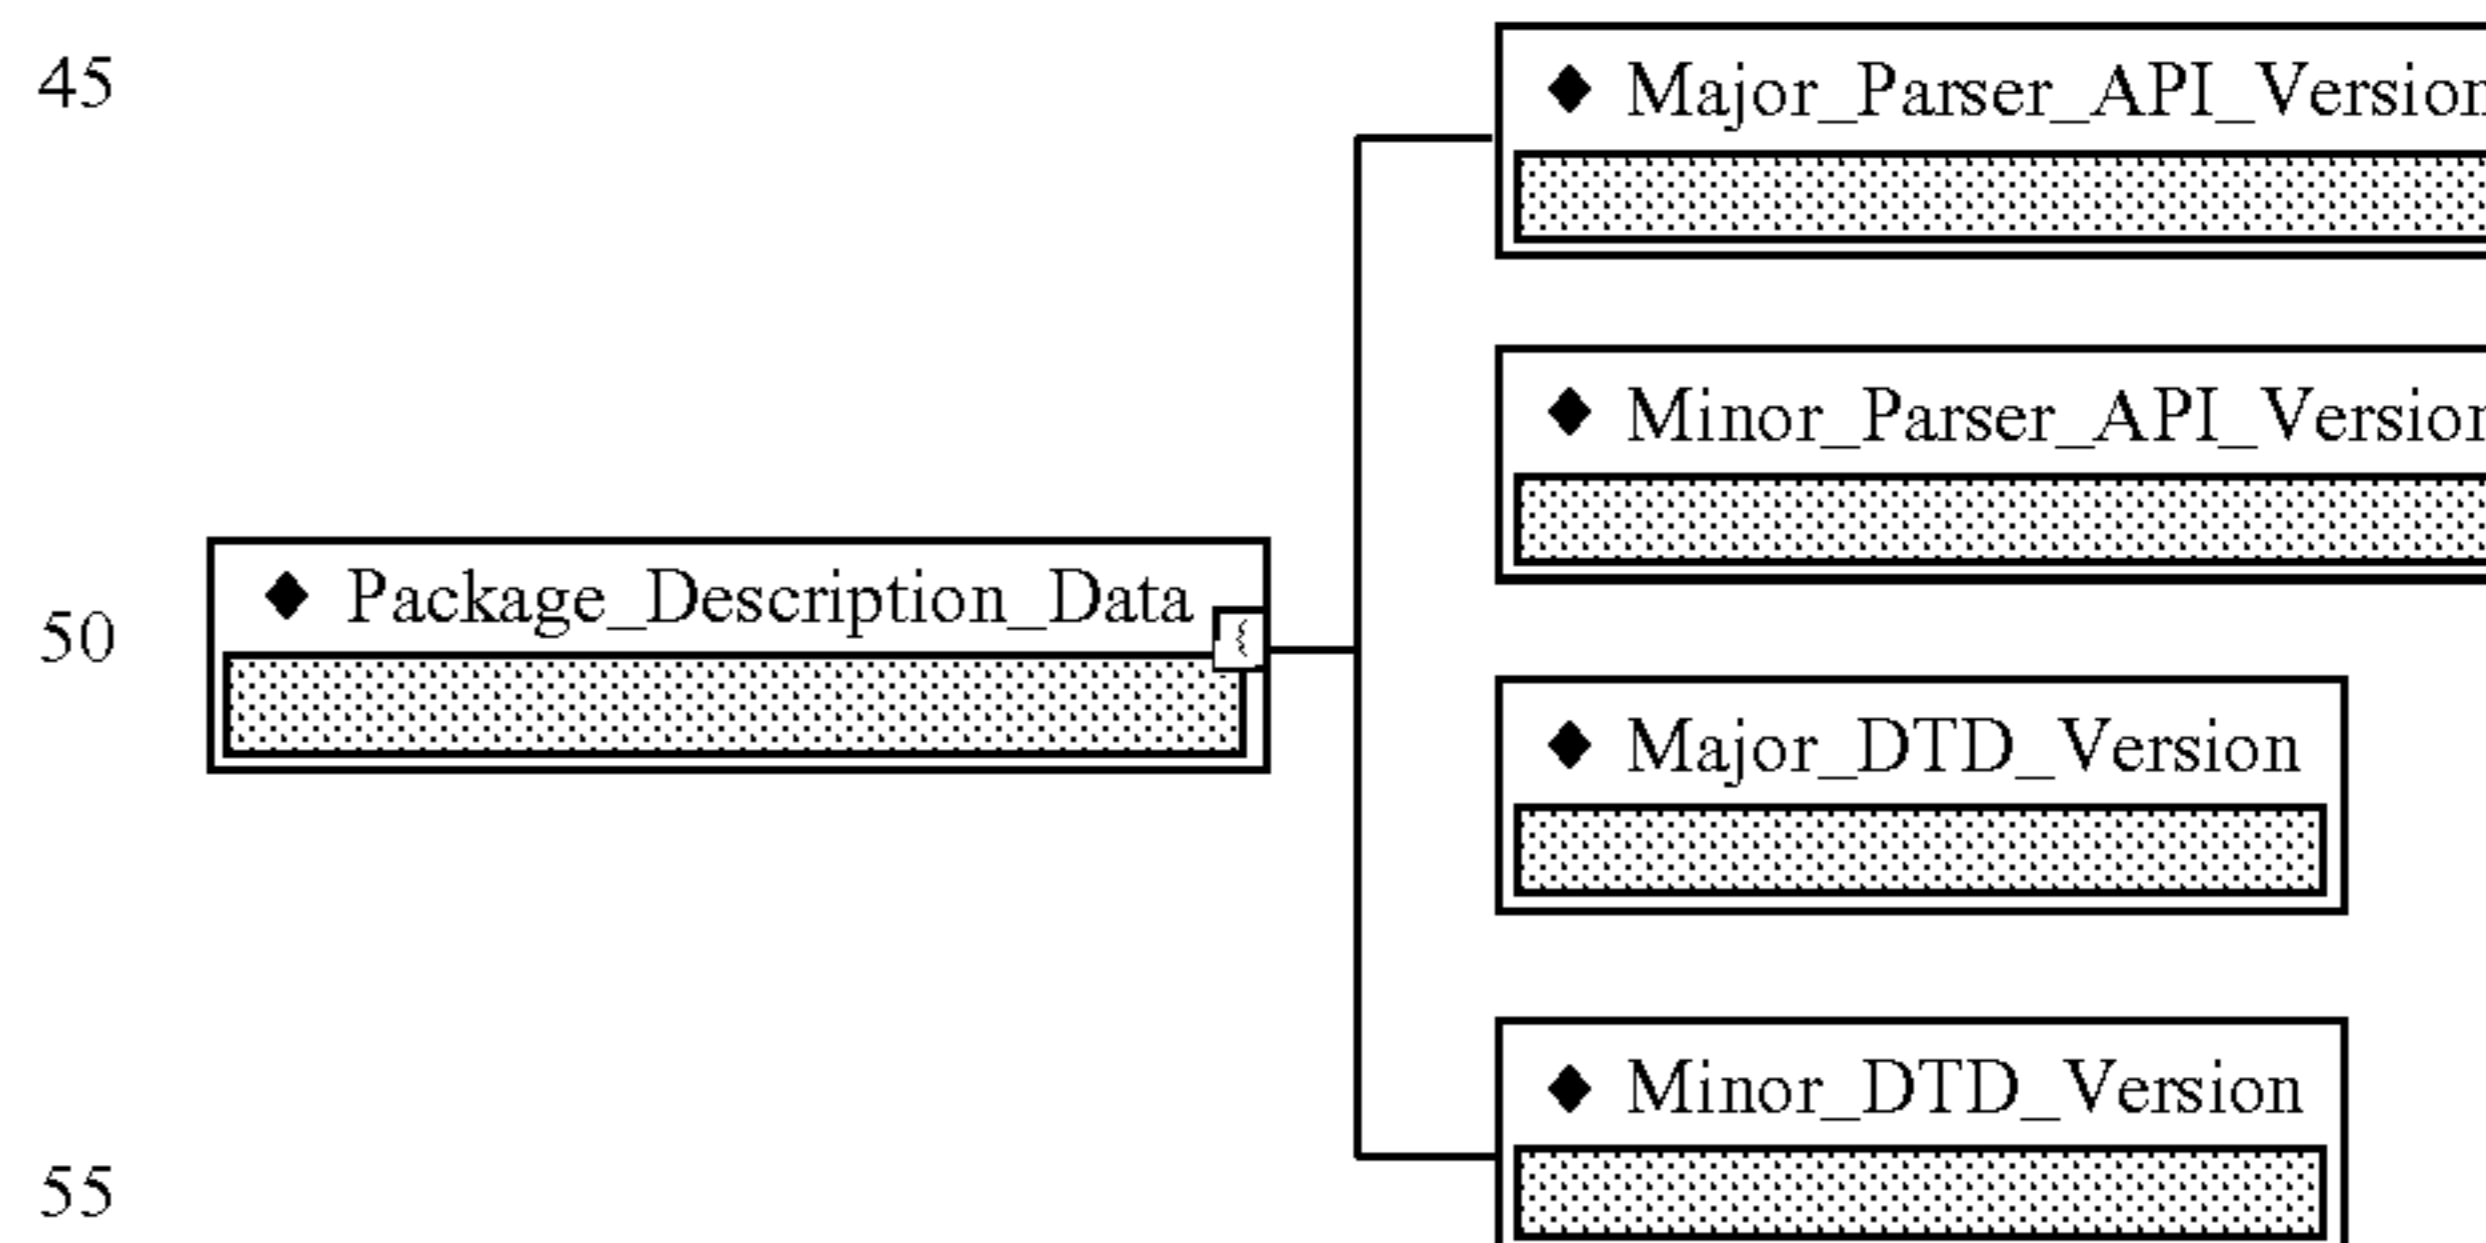 45
◆ Major_Parser_API_Version
◆ Minor_Parser_API_Version
◆ Package_Description_Data
50
◆ Major_DTD_Version
◆ Minor_DTD_Version
55